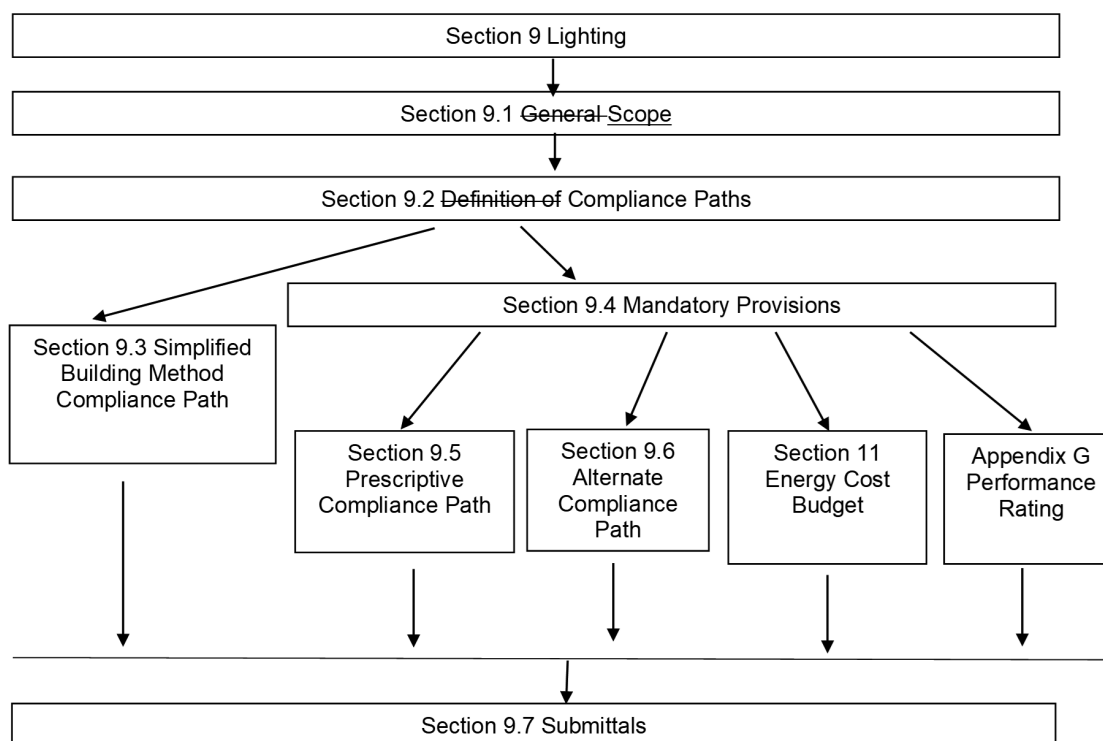 Section 9 Lighting
Section 9.1 General Scope
Section 9.2 Definition of Compliance Paths
Section 9.4 Mandatory Provisions
Section 9.3 Simplified
Building Method
Compliance Path
Section 9.5
Prescriptive
Compliance Path
Section 9.6
Alternate
Compliance
Path
Section 11
Energy Cost
Budget
Appendix G
Performance
Rating
Section 9.7 Submittals